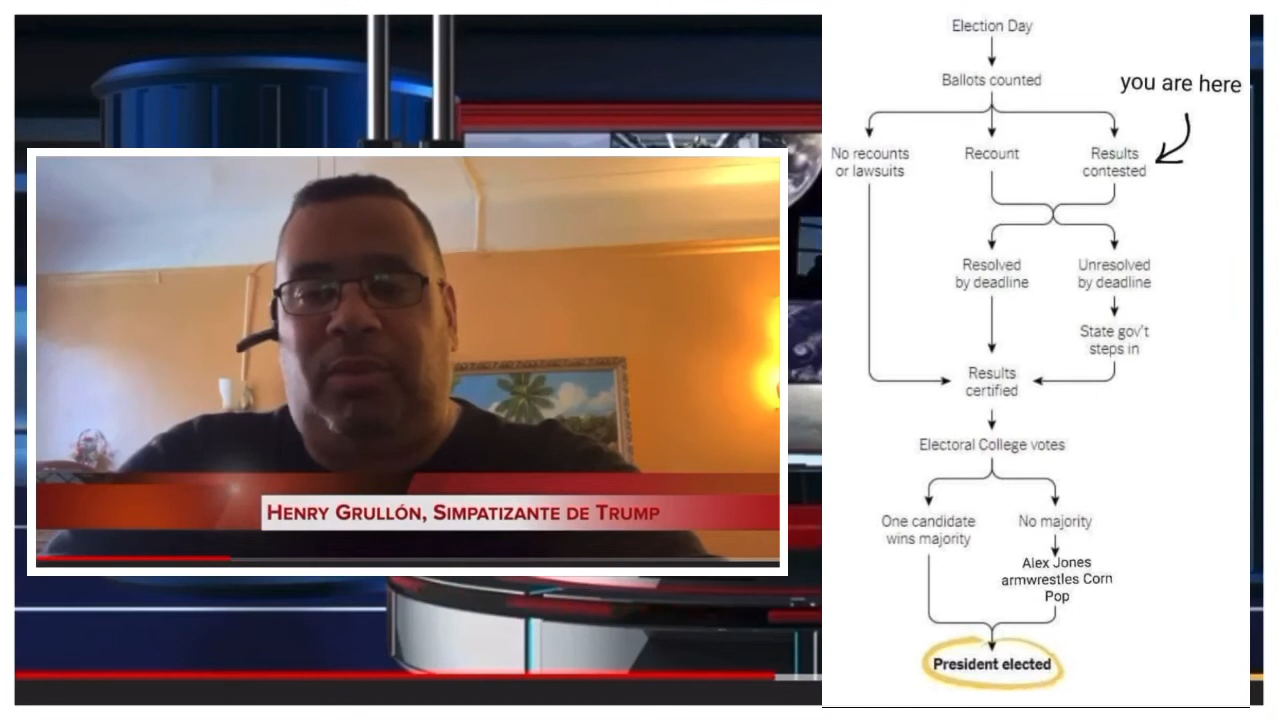 Election Day
Ballots counted
you are here
No recounts
or lawsuits
Recount
Results
contested
Resolved
by deadline
Unresolved
by deadline
State gov't
steps in
Results
certified
Electoral College votes
One candidate
wins majority
No majority
Alex Jones
armwrestles Corn
Pop
President elected
Henry Grullón, Simpatizante de Trump